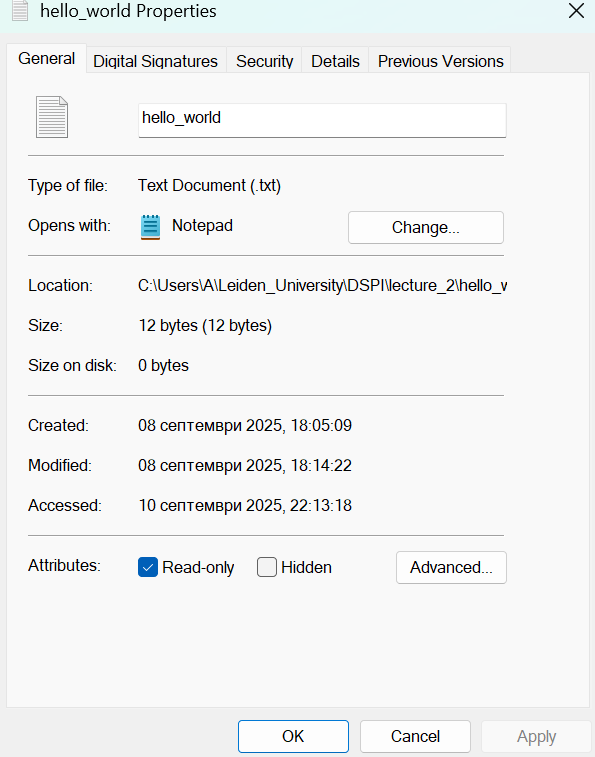 hello_world Properties
General Digital Signatures Security Details Previous Versions
hello_world
Type of file: Text Document (.txt)
Opens with: Notepad Change...
Location: C:\Users\A\Leiden_University\DSPI\lecture_2\hello_w
Size: 12 bytes (12 bytes)
Size on disk: 0 bytes
Created: 08 септември 2025, 18:05:09
Modified: 08 септември 2025, 18:14:22
Accessed: 10 септември 2025, 22:13:18
Attributes: Read-only Hidden Advanced...
OK Cancel Apply